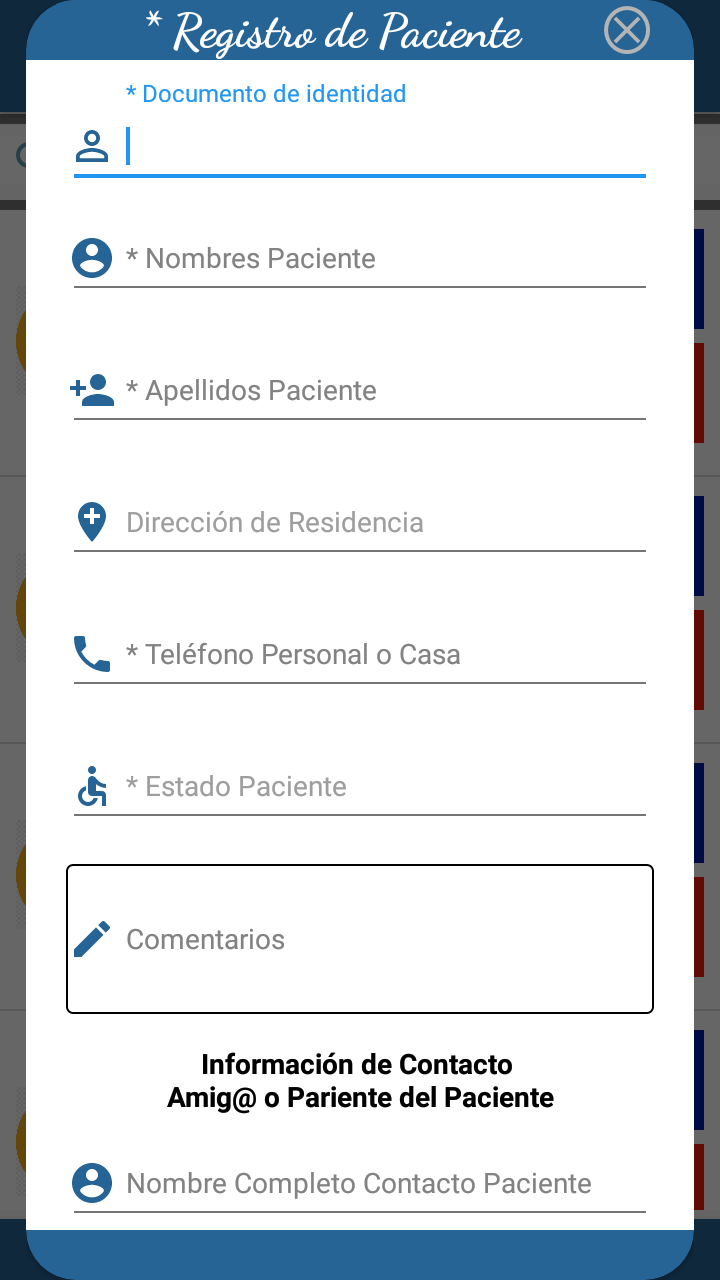 * Registro de Paciente
* Documento de identidad
* Nombres Paciente
* Apellidos Paciente
Dirección de Residencia
* Teléfono Personal o Casa
* Estado Paciente
Comentarios
Información de Contacto
Amig@ o Pariente del Paciente
Nombre Completo Contacto Paciente